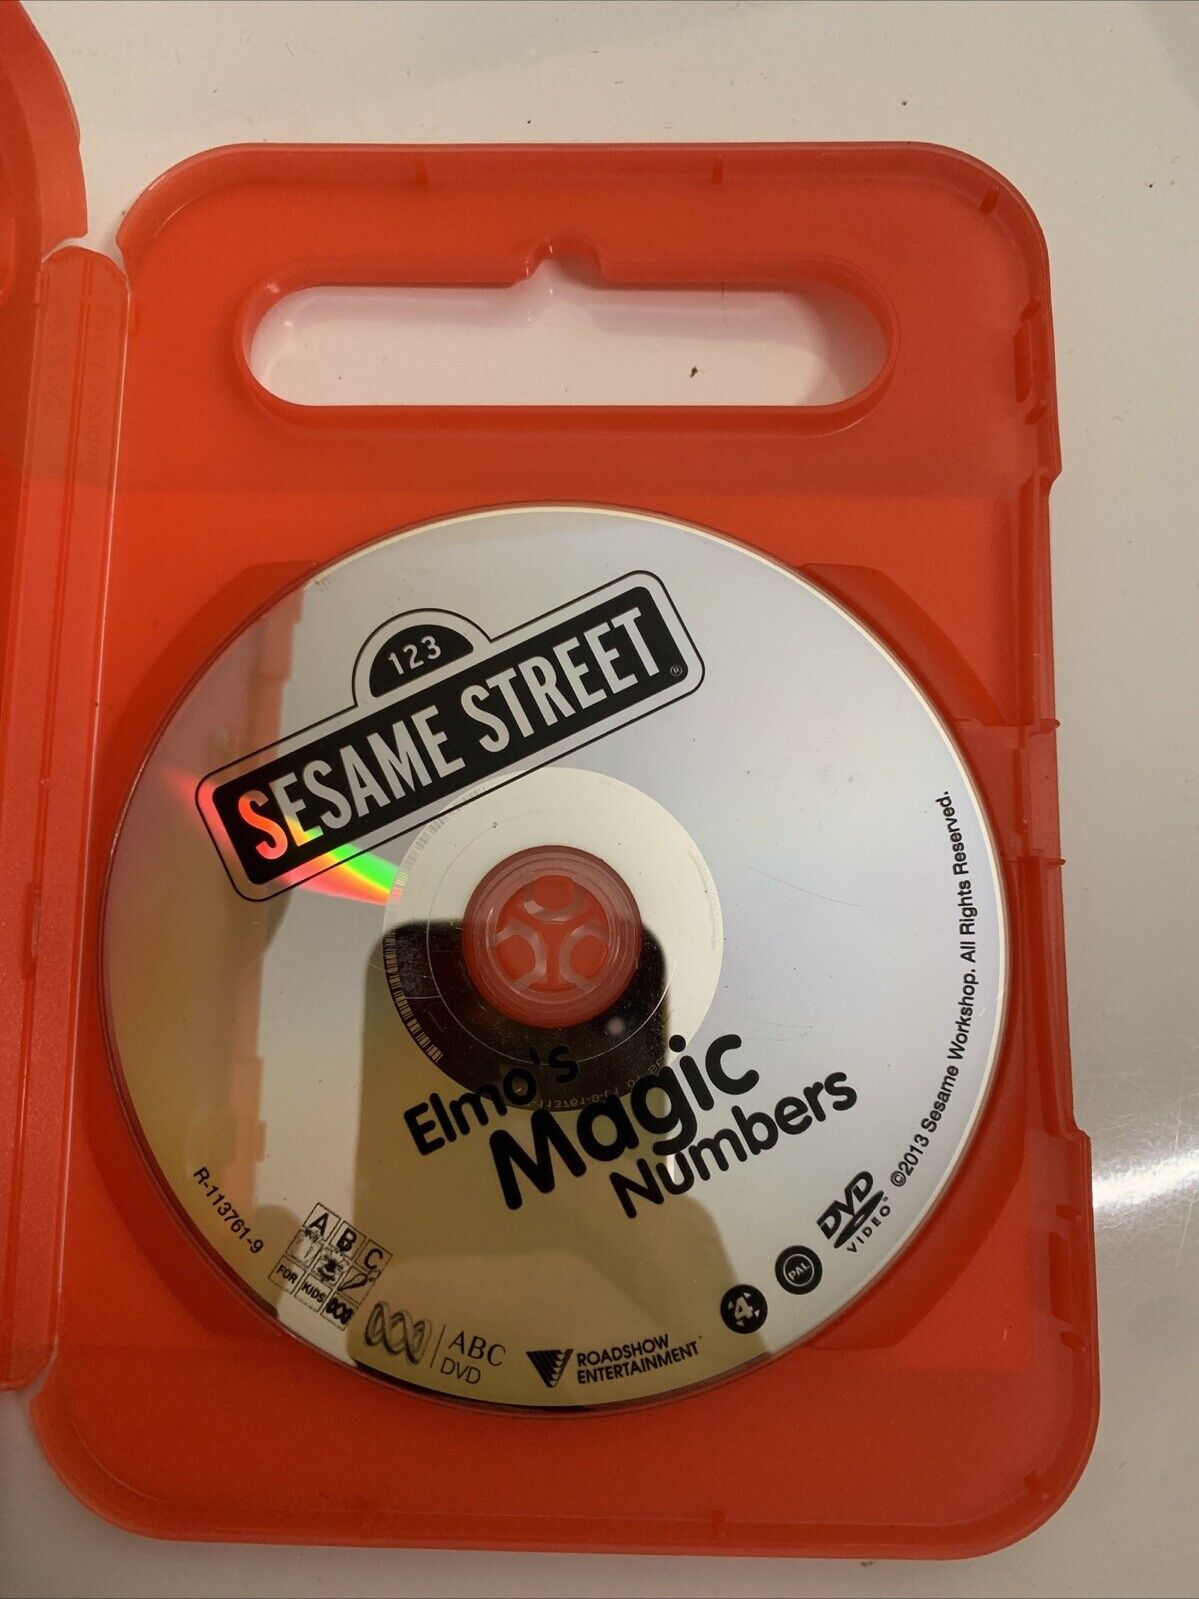 123
SESAME STREET®
Elmo's
Magic
Numbers
R-113761-9
A B C
FOR KIDS
ABC
DVD
ROADSHOW
ENTERTAINMENT
4
PAL
DVD
VIDEO™
©2013 Sesame Workshop. All Rights Reserved.